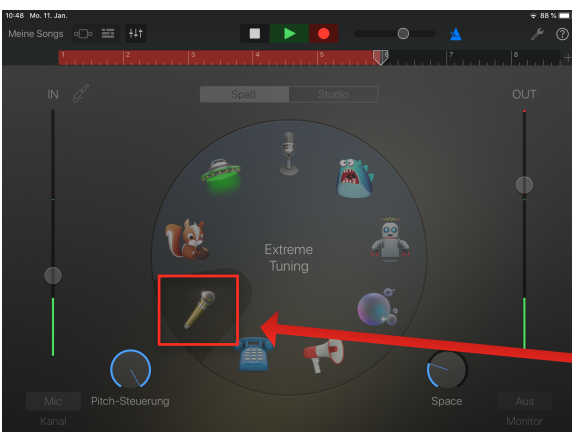 10:48 Mo. 11. Jan.
88 %
Meine Songs
1 2 3 4 5 6 7 8
IN
Spaß
Studio
OUT
Extreme
Tuning
Mic
Pitch-Steuerung
Space
Aus
Kanal
Monitor